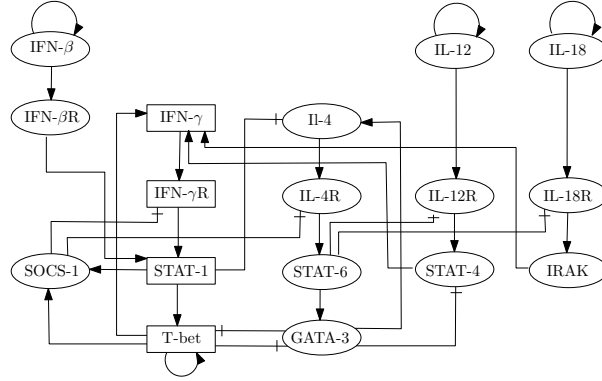 IFN-β
IL-12
IL-18
IFN-βR
IFN-γ
Il-4
IFN-γR
IL-4R
IL-12R
IL-18R
SOCS-1
STAT-1
STAT-6
STAT-4
IRAK
T-bet
GATA-3